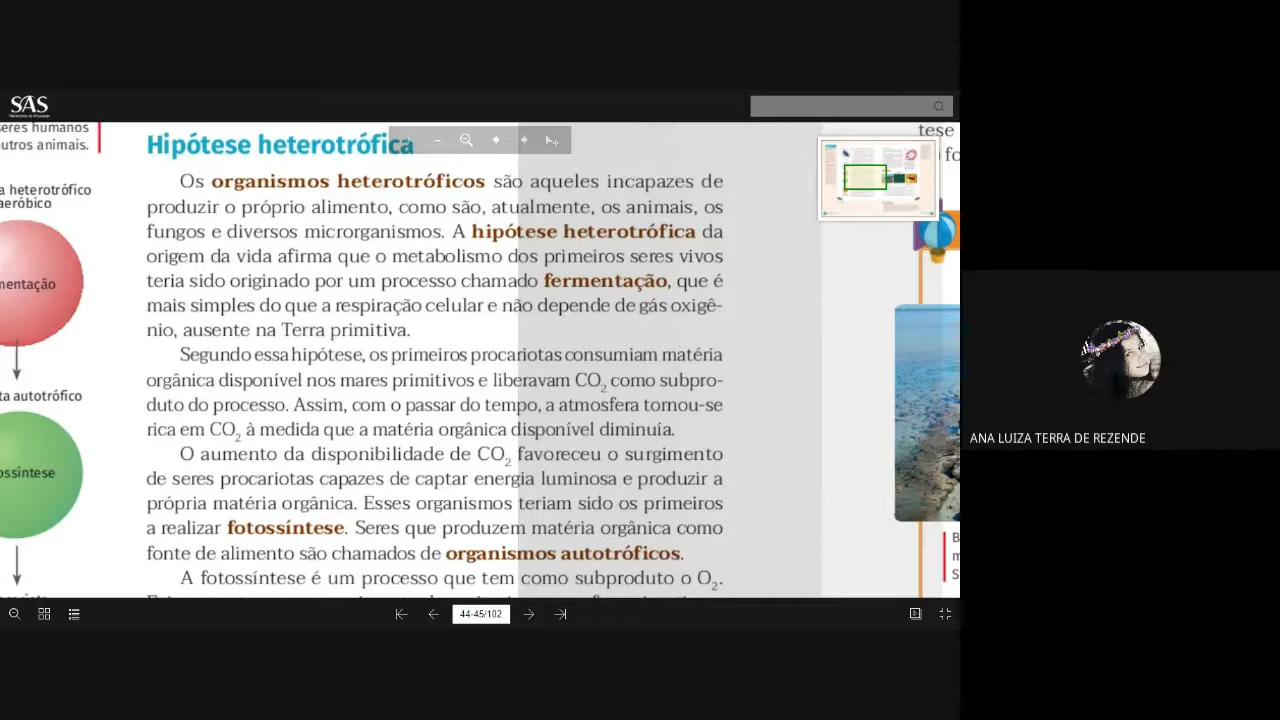 SAS
seres humanos
outros animais.
a heterotrófico
aeróbico
mentação
ta autotrófico
ossíntese
Hipótese heterotrófica
Os organismos heterotróficos são aqueles incapazes de
produzir o próprio alimento, como são, atualmente, os animais, os
fungos e diversos microrganismos. A hipótese heterotrófica da
origem da vida afirma que o metabolismo dos primeiros seres vivos
teria sido originado por um processo chamado fermentação, que é
mais simples do que a respiração celular e não depende de gás oxigê-
nio, ausente na Terra primitiva.
Segundo essa hipótese, os primeiros procariotas consumiam matéria
orgânica disponível nos mares primitivos e liberavam CO₂ como subpro-
duto do processo. Assim, com o passar do tempo, a atmosfera tornou-se
rica em CO₂ à medida que a matéria orgânica disponível diminuía.
O aumento da disponibilidade de CO₂ favoreceu o surgimento
de seres procariotas capazes de captar energia luminosa e produzir a
própria matéria orgânica. Esses organismos teriam sido os primeiros
a realizar fotossíntese. Seres que produzem matéria orgânica como
fonte de alimento são chamados de organismos autotróficos.
A fotossíntese é um processo que tem como subproduto o O₂.
tese
fo
B
m
S
44-45/102
ANA LUIZA TERRA DE REZENDE